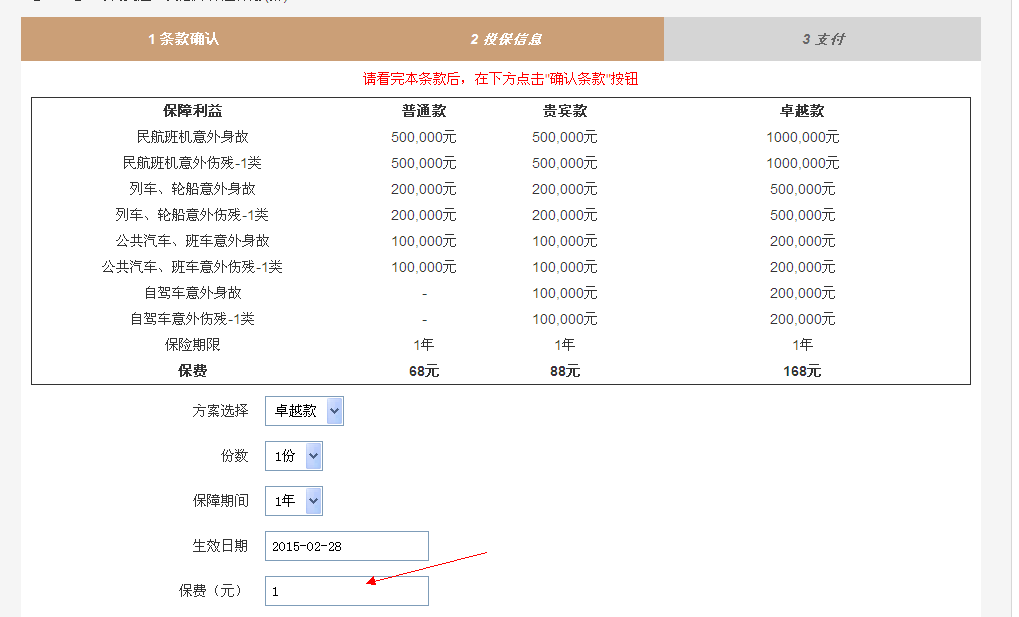 1 条款确认 2 投保信息 3 支付
请看完本条款后，在下方点击"确认条款"按钮
保障利益 普通款 贵宾款 卓越款
民航班机意外身故 500,000元 500,000元 1000,000元
民航班机意外伤残-1类 500,000元 500,000元 1000,000元
列车、轮船意外身故 200,000元 200,000元 500,000元
列车、轮船意外伤残-1类 200,000元 200,000元 500,000元
公共汽车、班车意外身故 100,000元 100,000元 200,000元
公共汽车、班车意外伤残-1类 100,000元 100,000元 200,000元
自驾车意外身故 - 100,000元 200,000元
自驾车意外伤残-1类 - 100,000元 200,000元
保险期限 1年 1年 1年
保费 68元 88元 168元
方案选择 卓越款
份数 1份
保障期间 1年
生效日期 2015-02-28
保费（元） 1